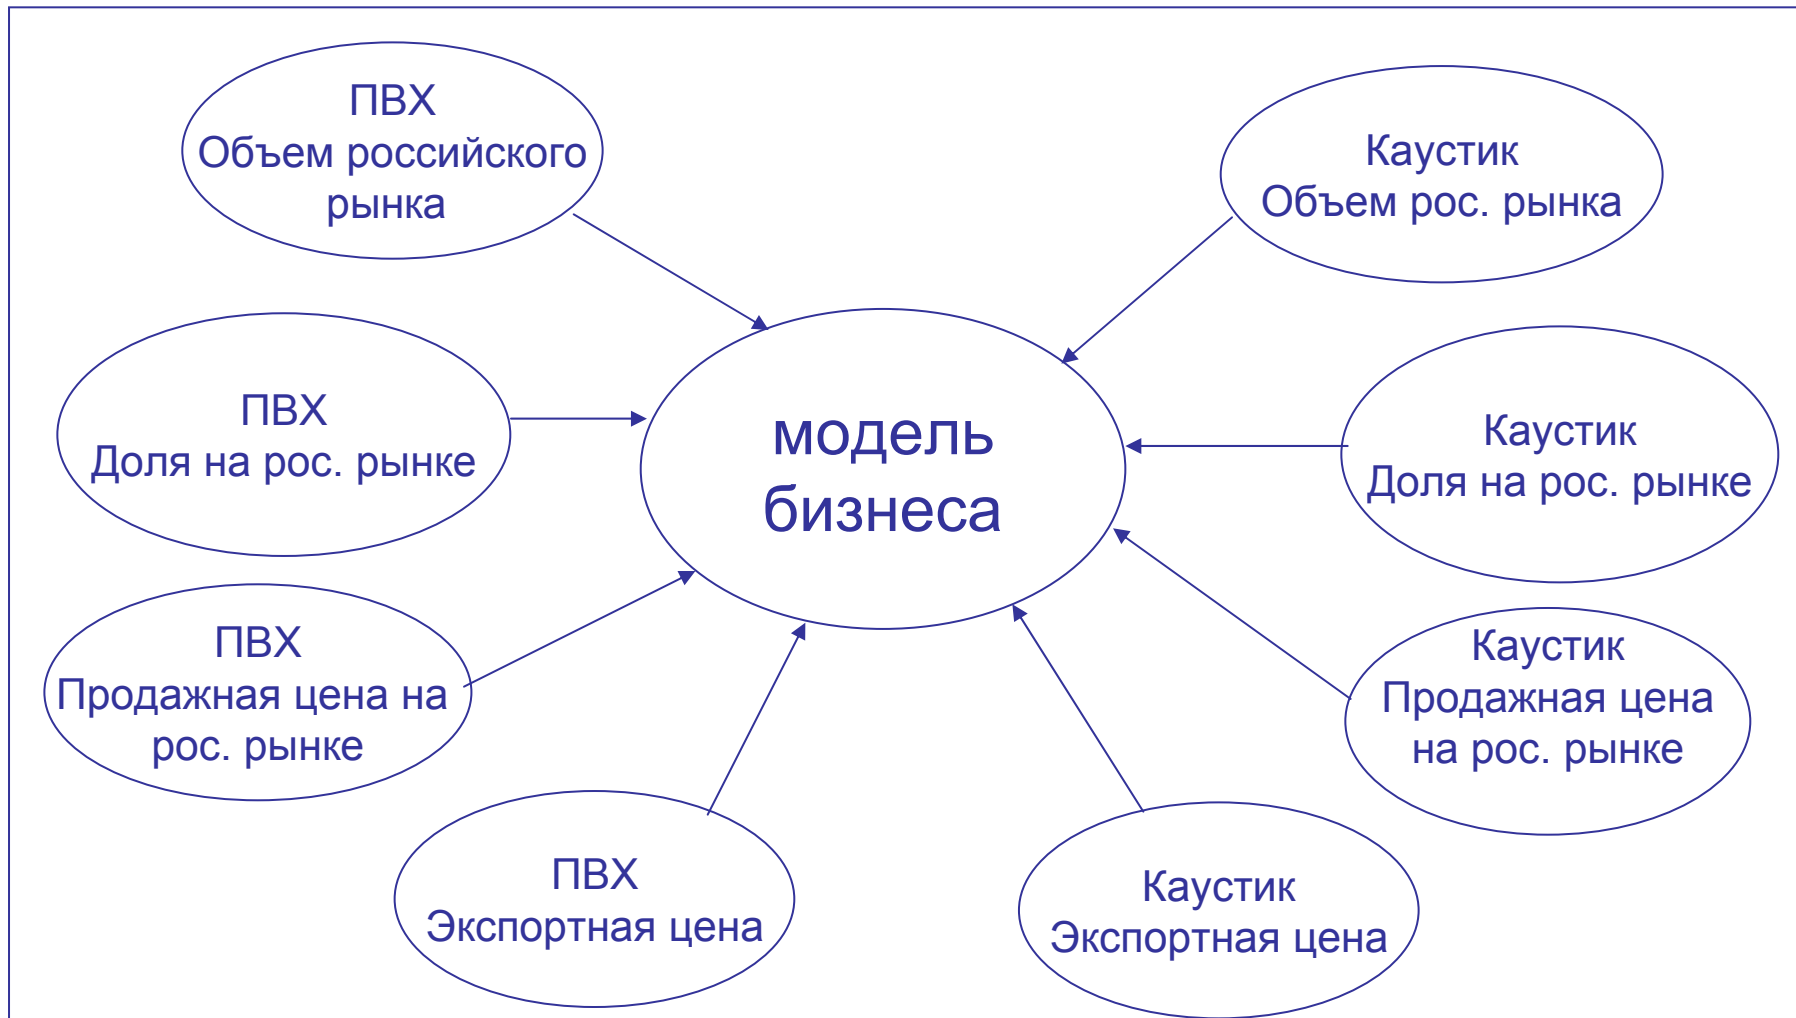 ПВХ
Объем российского
рынка
Каустик
Объем рос. рынка
ПВХ
Доля на рос. рынке
модель
бизнеса
Каустик
Доля на рос. рынке
ПВХ
Продажная цена на
рос. рынке
Каустик
Продажная цена
на рос. рынке
ПВХ
Экспортная цена
Каустик
Экспортная цена